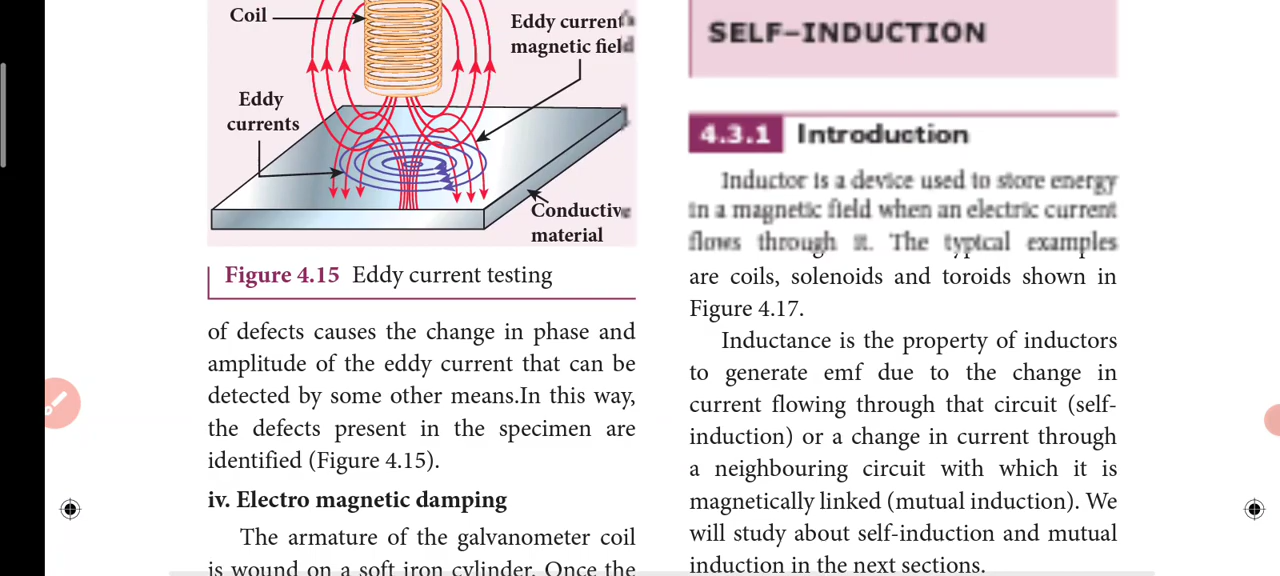 Coil
Eddy current
magnetic field
Eddy
currents
Conductive
material
Figure 4.15 Eddy current testing
of defects causes the change in phase and
amplitude of the eddy current that can be
detected by some other means.In this way,
the defects present in the specimen are
identified (Figure 4.15).
iv. Electro magnetic damping
The armature of the galvanometer coil
is wound on a soft iron cylinder. Once the
SELF-INDUCTION
4.3.1 Introduction
Inductor is a device used to store energy
in a magnetic field when an electric current
flows through it. The typical examples
are coils, solenoids and toroids shown in
Figure 4.17.
Inductance is the property of inductors
to generate emf due to the change in
current flowing through that circuit (self-
induction) or a change in current through
a neighbouring circuit with which it is
magnetically linked (mutual induction). We
will study about self-induction and mutual
induction in the next sections.